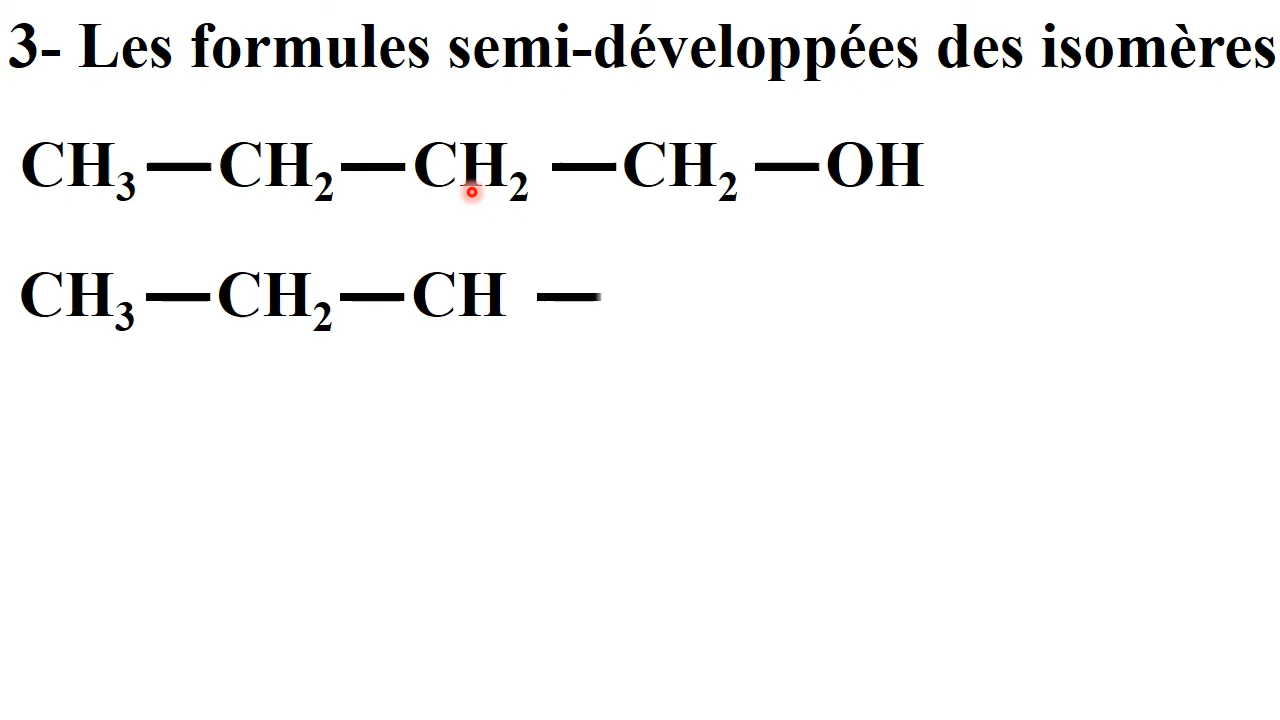 3- Les formules semi-développées des isomères
CH₃—CH₂—CH₂—CH₂—OH
CH₃—CH₂—CH—